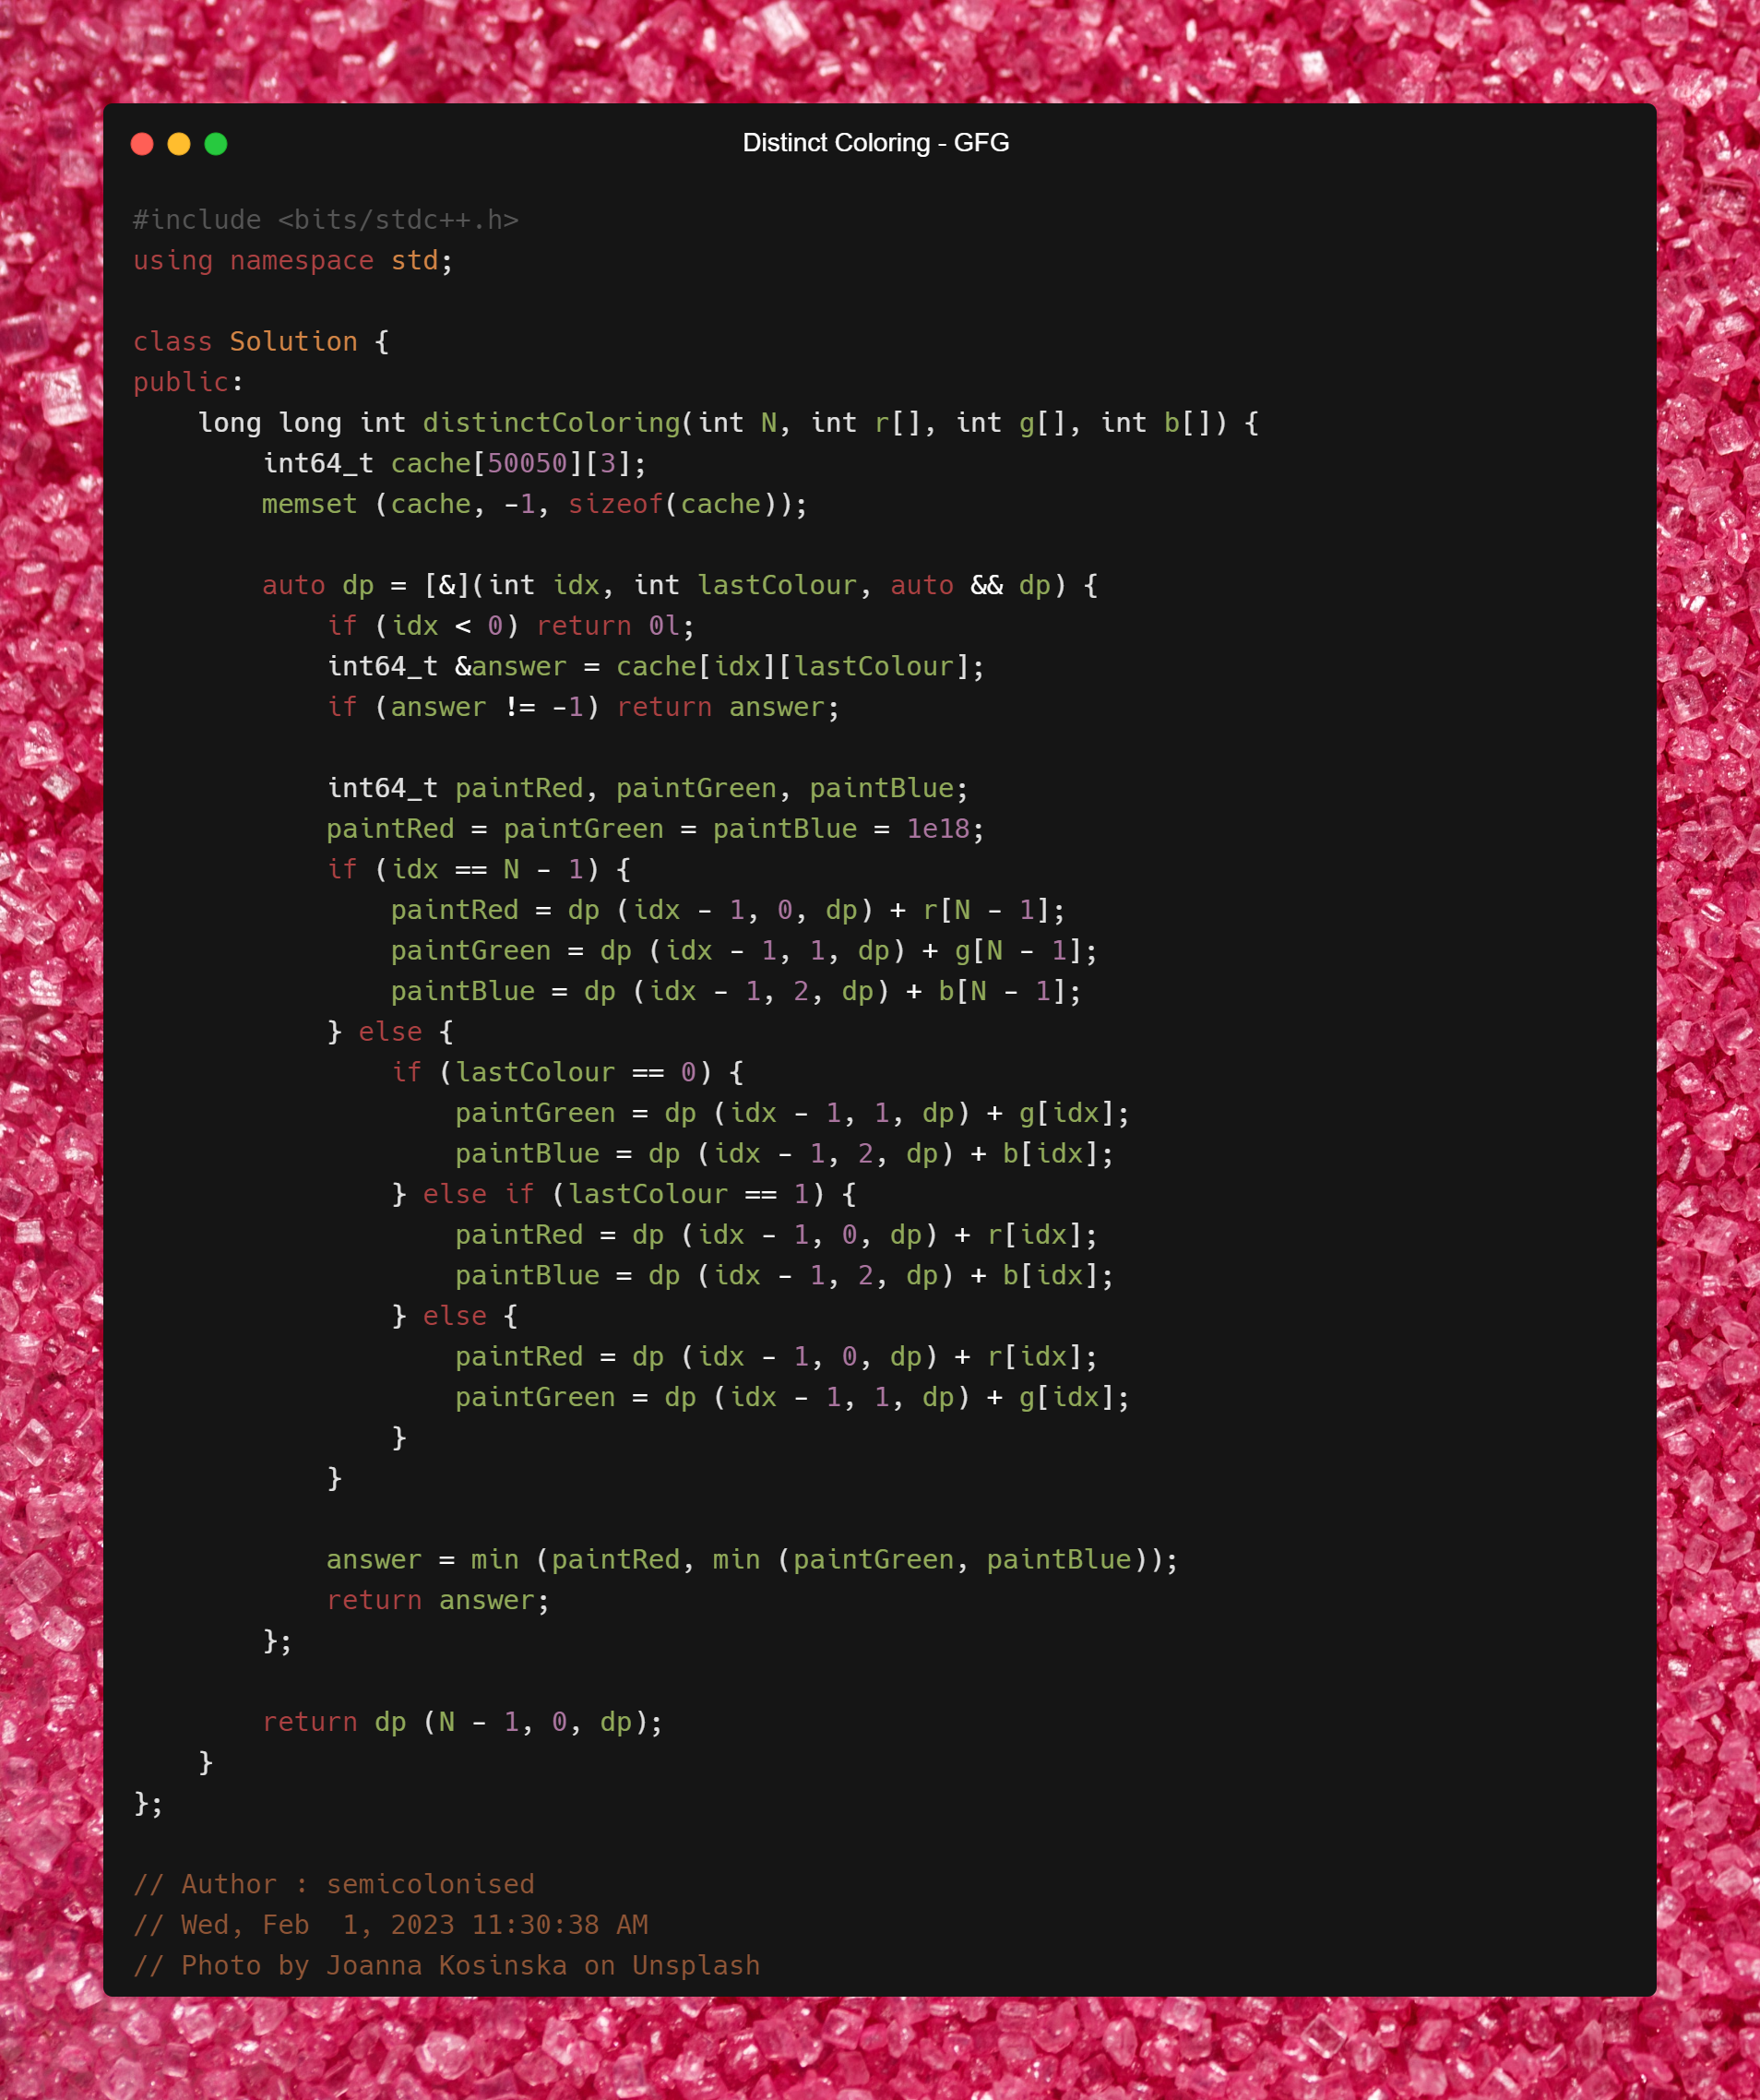 Distinct Coloring - GFG
#include <bits/stdc++.h>
using namespace std;

class Solution {
public:
    long long int distinctColoring(int N, int r[], int g[], int b[]) {
        int64_t cache[50050][3];
        memset (cache, -1, sizeof(cache));

        auto dp = [&](int idx, int lastColour, auto && dp) {
            if (idx < 0) return 0l;
            int64_t &answer = cache[idx][lastColour];
            if (answer != -1) return answer;

            int64_t paintRed, paintGreen, paintBlue;
            paintRed = paintGreen = paintBlue = 1e18;
            if (idx == N - 1) {
                paintRed = dp (idx - 1, 0, dp) + r[N - 1];
                paintGreen = dp (idx - 1, 1, dp) + g[N - 1];
                paintBlue = dp (idx - 1, 2, dp) + b[N - 1];
            } else {
                if (lastColour == 0) {
                    paintGreen = dp (idx - 1, 1, dp) + g[idx];
                    paintBlue = dp (idx - 1, 2, dp) + b[idx];
                } else if (lastColour == 1) {
                    paintRed = dp (idx - 1, 0, dp) + r[idx];
                    paintBlue = dp (idx - 1, 2, dp) + b[idx];
                } else {
                    paintRed = dp (idx - 1, 0, dp) + r[idx];
                    paintGreen = dp (idx - 1, 1, dp) + g[idx];
                }
            }

            answer = min (paintRed, min (paintGreen, paintBlue));
            return answer;
        };

        return dp (N - 1, 0, dp);
    }
};

// Author : semicolonised
// Wed, Feb  1, 2023 11:30:38 AM
// Photo by Joanna Kosinska on Unsplash